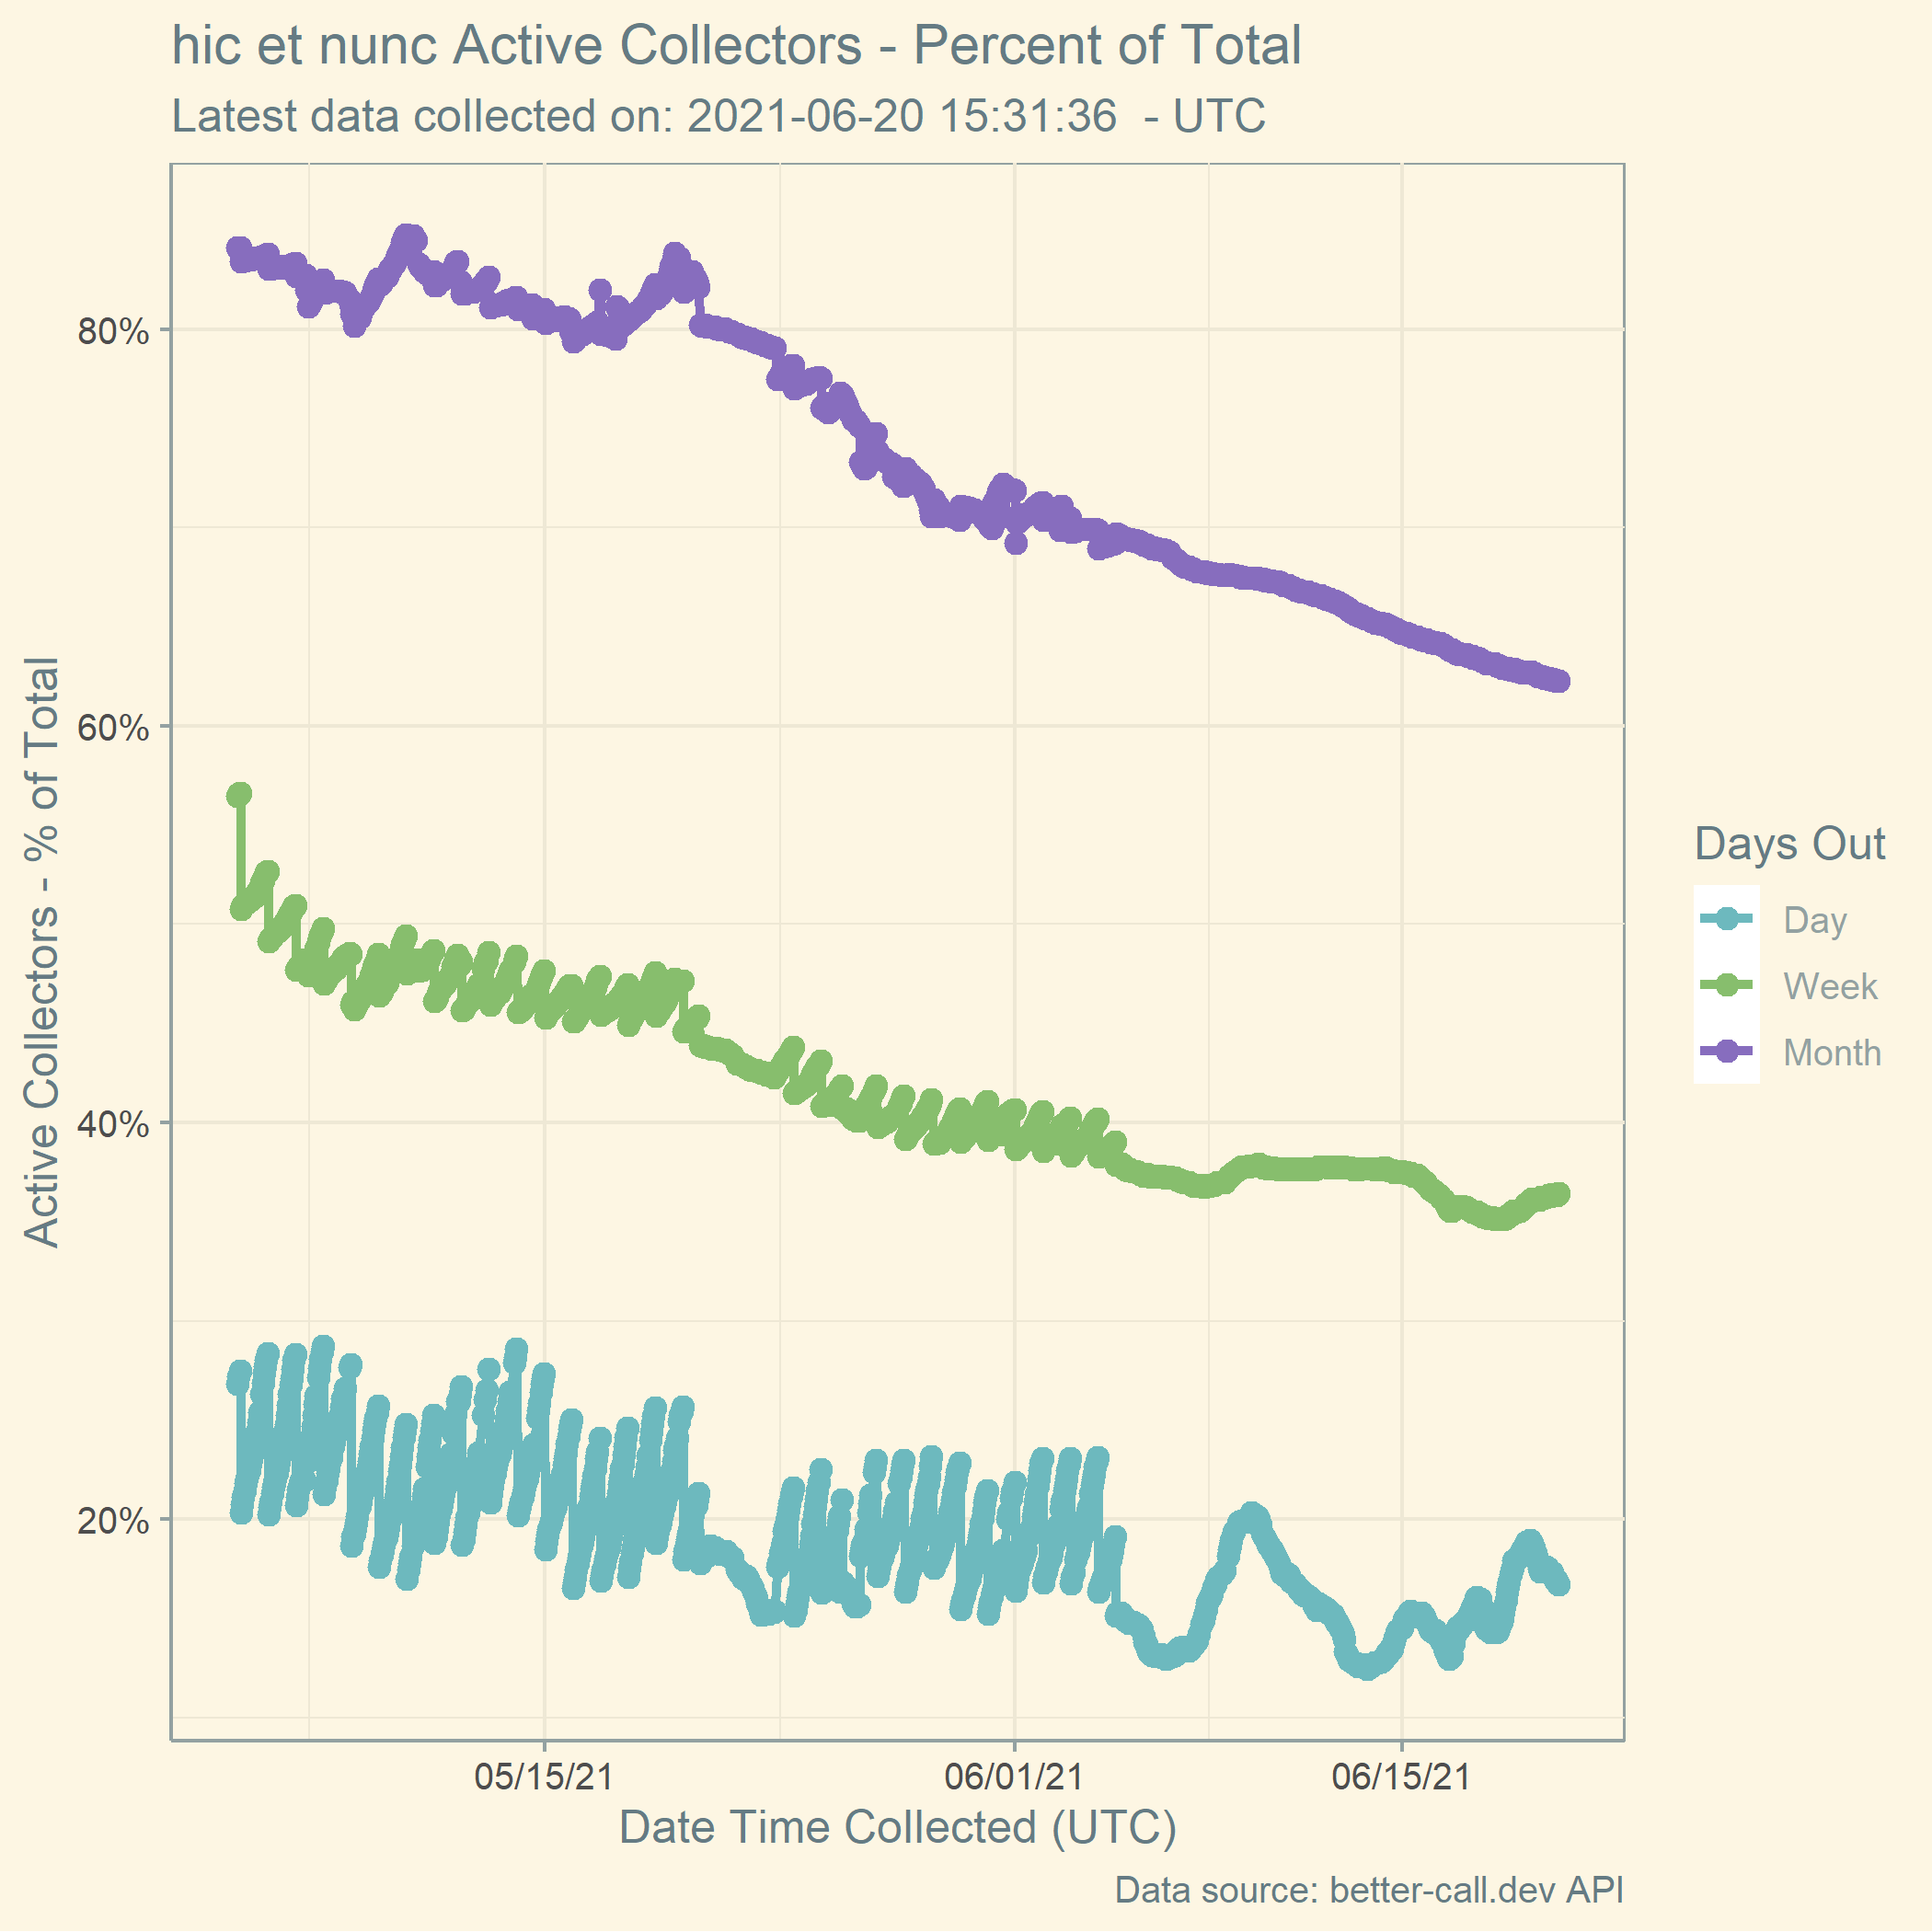 hic et nunc Active Collectors - Percent of Total
Latest data collected on: 2021-06-20 15:31:36  - UTC
Active Collectors - % of Total
80%
60%
40%
20%
05/15/21
06/01/21
06/15/21
Date Time Collected (UTC)
Days Out
Day
Week
Month
Data source: better-call.dev API